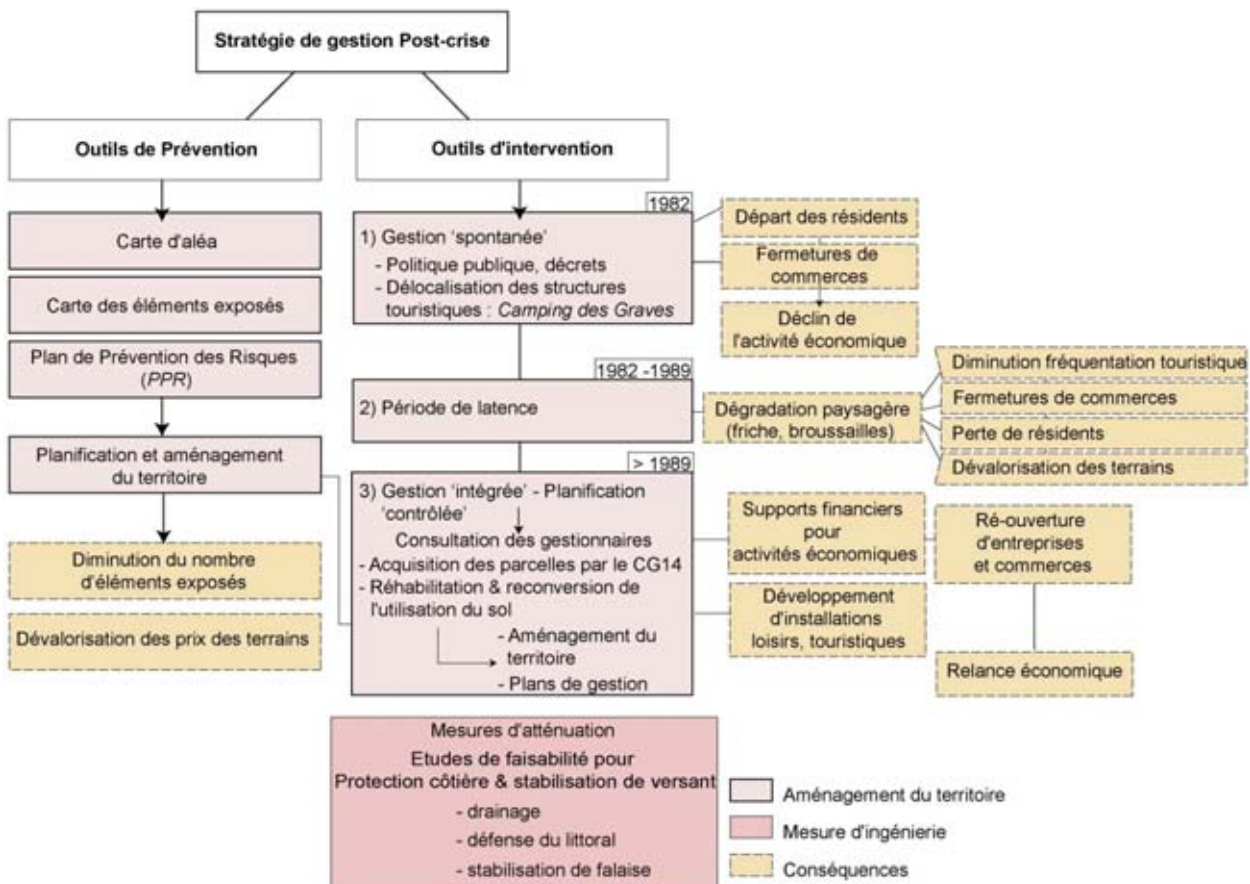 Stratégie de gestion Post-crise
Outils de Prévention
Carte d'aléa
Carte des éléments exposés
Plan de Prévention des Risques
(PPR)
Planification et aménagement
du territoire
Diminution du nombre
d'éléments exposés
Dévalorisation des prix des terrains
Outils d'intervention
1982
1) Gestion 'spontanée'
- Politique publique, décrets
- Délocalisation des structures
touristiques : Camping des Graves
Départ des résidents
Fermetures de
commerces
Déclin de
l'activité économique
1982 -1989
2) Période de latence
Dégradation paysagère
(friche, broussailles)
Diminution fréquentation touristique
Fermetures de commerces
Perte de résidents
Dévalorisation des terrains
> 1989
3) Gestion 'intégrée' - Planification
'contrôlée'
Consultation des gestionnaires
- Acquisition des parcelles par le CG14
- Réhabilitation & reconversion de
l'utilisation du sol
- Aménagement du
territoire
- Plans de gestion
Supports financiers
pour
activités économiques
Ré-ouverture
d'entreprises
et commerces
Développement
d'installations
loisirs, touristiques
Relance économique
Mesures d'atténuation
Etudes de faisabilité pour
Protection côtière & stabilisation de versant
- drainage
- défense du littoral
- stabilisation de falaise
Aménagement du territoire
Mesure d'ingénierie
Conséquences